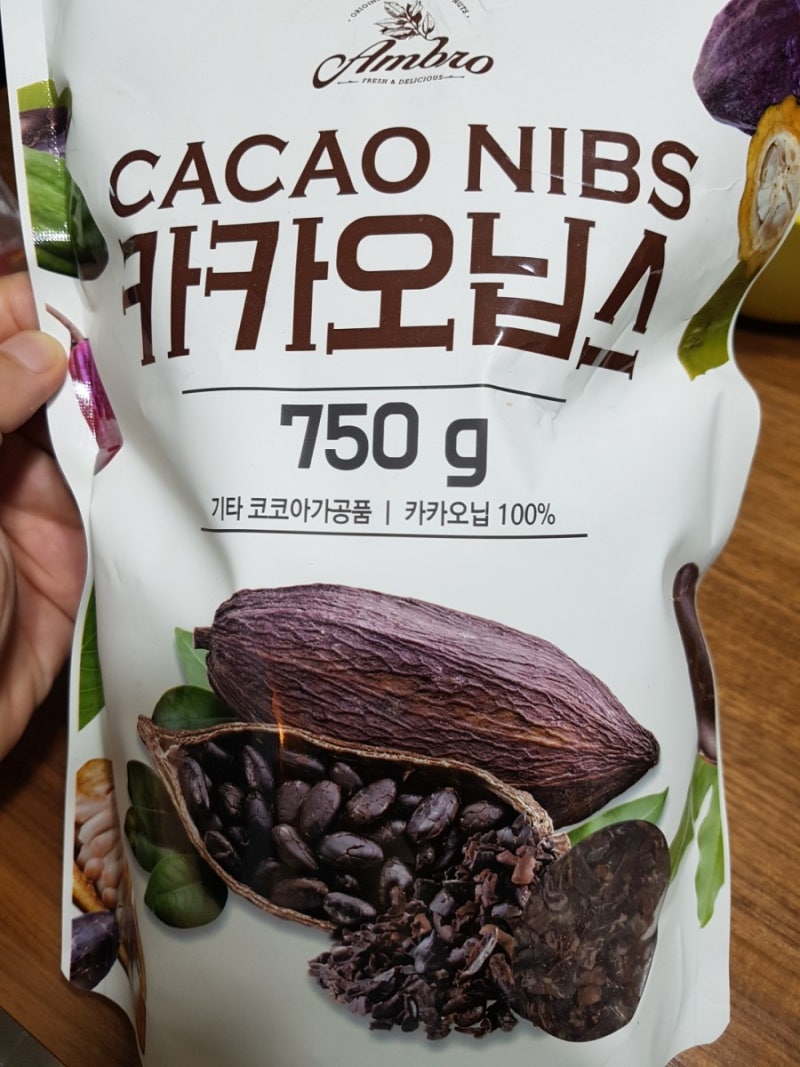 Ambro
FRESH & DELICIOUS
CACAO NIBS
카카오닙스
750 g
기타 코코아가공품 | 카카오닙 100%